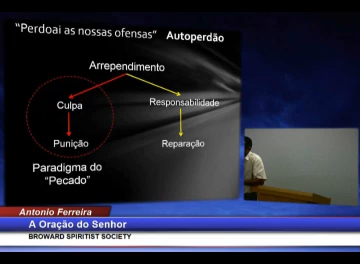 "Perdoai as nossas ofensas" Autoperdão
Arrependimento
Culpa
Responsabilidade
Punição
Reparação
Paradigma do
"Pecado"
Antonio Ferreira
A Oração do Senhor
BROWARD SPIRITIST SOCIETY